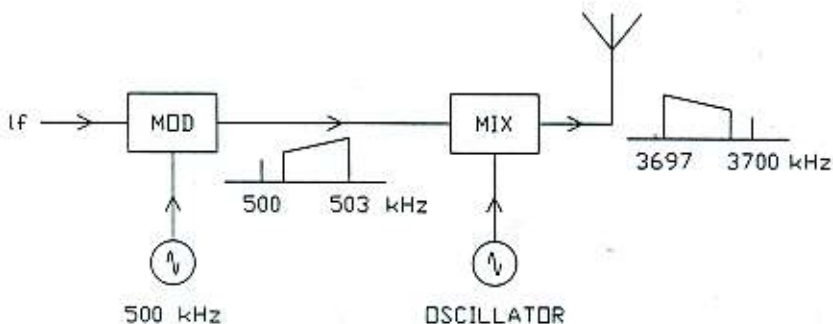 lf
MOD
MIX
500
503 kHz
3697
3700 kHz
500 kHz
OSCILLATOR